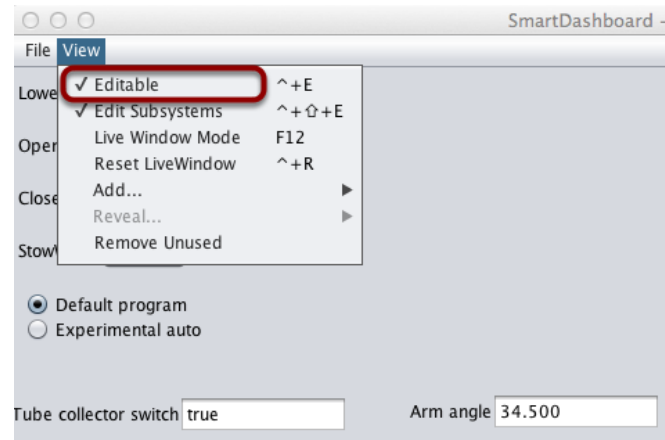 SmartDashboard -
File View
✓ Editable ^+E
✓ Edit Subsystems ^+⇧+E
Live Window Mode F12
Reset LiveWindow ^+R
Add... ▶
Reveal... ▶
Remove Unused
Lowe
Oper
Close
Stow
Default program
Experimental auto
Tube collector switch true
Arm angle 34.500